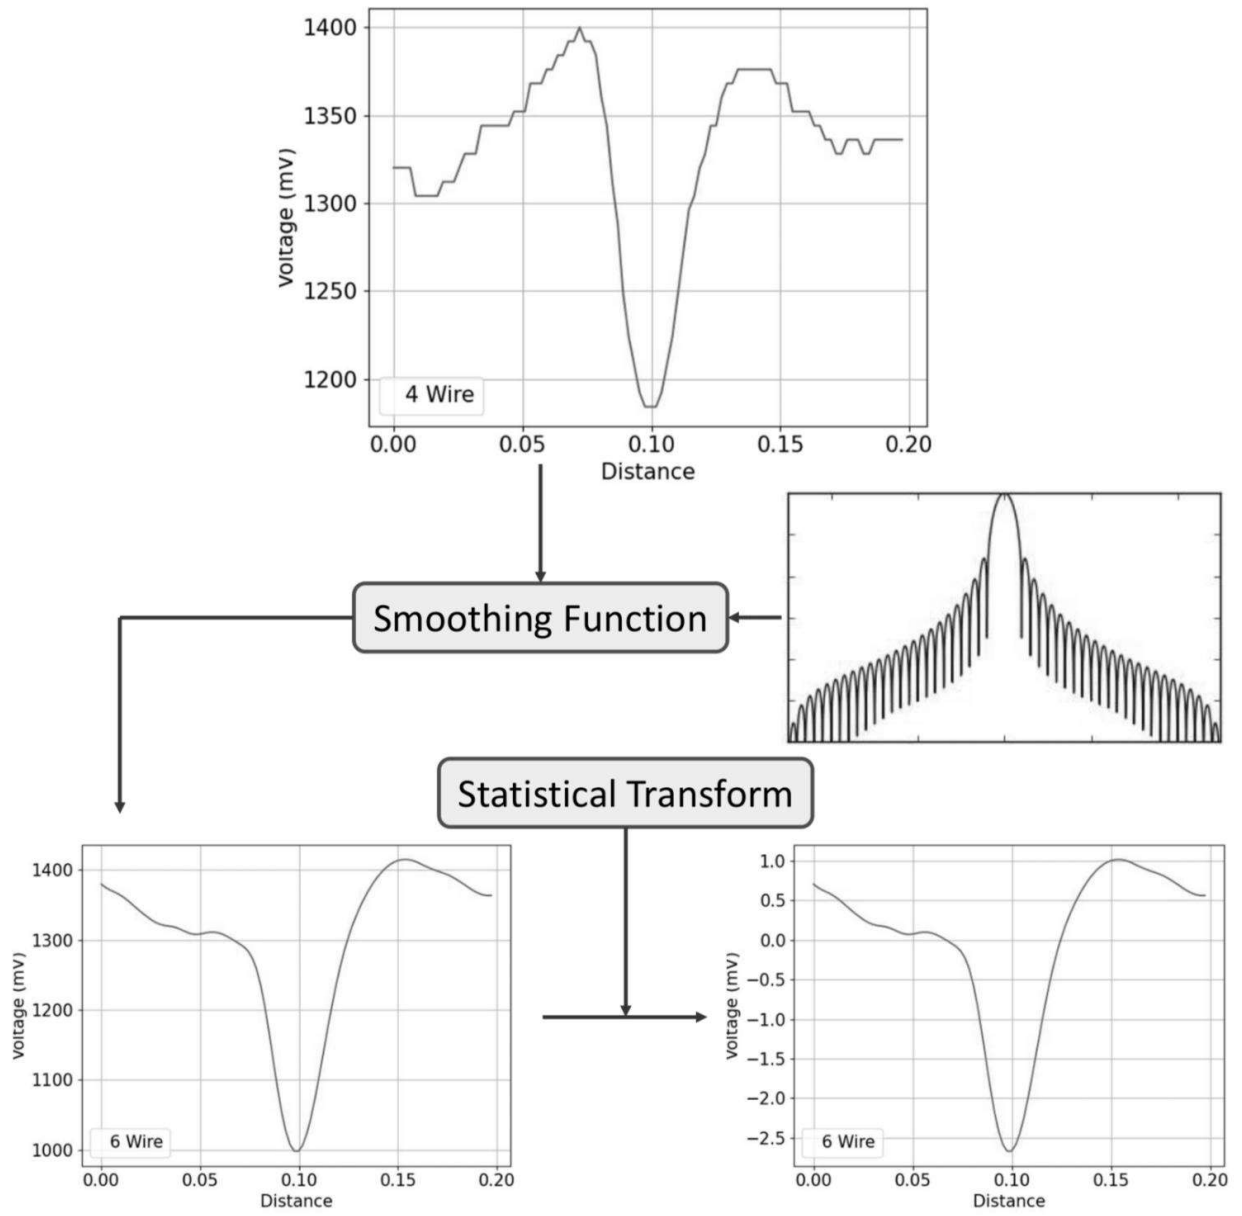 1400
1350
1300
1250
1200
Voltage (mV)
4 Wire
0.00 0.05 0.10 0.15 0.20
Distance
Smoothing Function
Statistical Transform
1400
1300
1200
1100
1000
Voltage (mV)
6 Wire
0.00 0.05 0.10 0.15 0.20
Distance
1.0
0.5
0.0
−0.5
−1.0
−1.5
−2.0
−2.5
Voltage (mV)
6 Wire
0.00 0.05 0.10 0.15 0.20
Distance